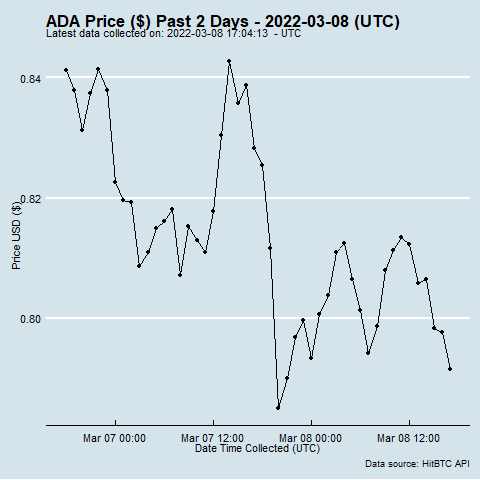 ADA Price ($) Past 2 Days - 2022-03-08 (UTC)
Latest data collected on: 2022-03-08 17:04:13  - UTC
0.84
0.82
0.80
Price USD ($)
Mar 07 00:00 Mar 07 12:00 Mar 08 00:00 Mar 08 12:00
Date Time Collected (UTC)
Data source: HitBTC API